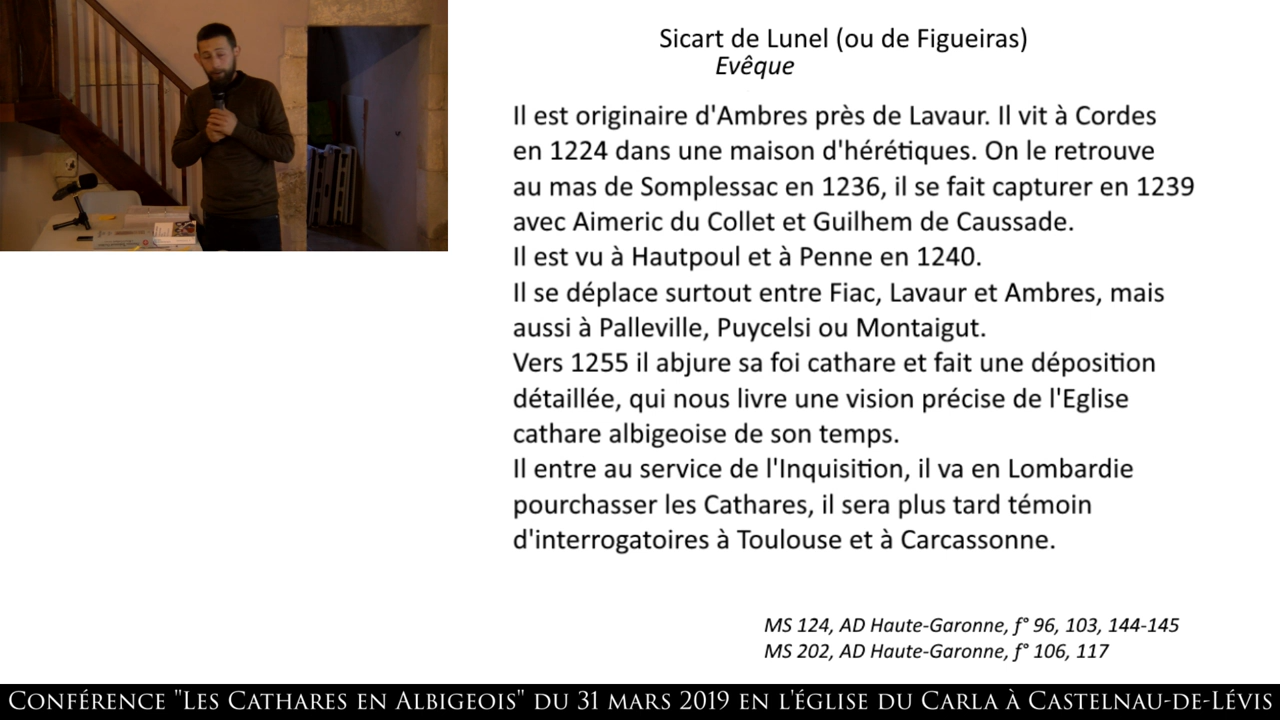 Sicart de Lunel (ou de Figueiras)
Evêque
Il est originaire d'Ambres près de Lavaur. Il vit à Cordes
en 1224 dans une maison d'hérétiques. On le retrouve
au mas de Somplessac en 1236, il se fait capturer en 1239
avec Aimeric du Collet et Guilhem de Caussade.
Il est vu à Hautpoul et à Penne en 1240.
Il se déplace surtout entre Fiac, Lavaur et Ambres, mais
aussi à Palleville, Puycelsi ou Montaigut.
Vers 1255 il abjure sa foi cathare et fait une déposition
détaillée, qui nous livre une vision précise de l'Eglise
cathare albigeoise de son temps.
Il entre au service de l'Inquisition, il va en Lombardie
pourchasser les Cathares, il sera plus tard témoin
d'interrogatoires à Toulouse et à Carcassonne.
MS 124, AD Haute-Garonne, f° 96, 103, 144-145
MS 202, AD Haute-Garonne, f° 106, 117
Conférence "Les Cathares en Albigeois" du 31 mars 2019 en l'église du Carla à Castelnau-de-Lévis